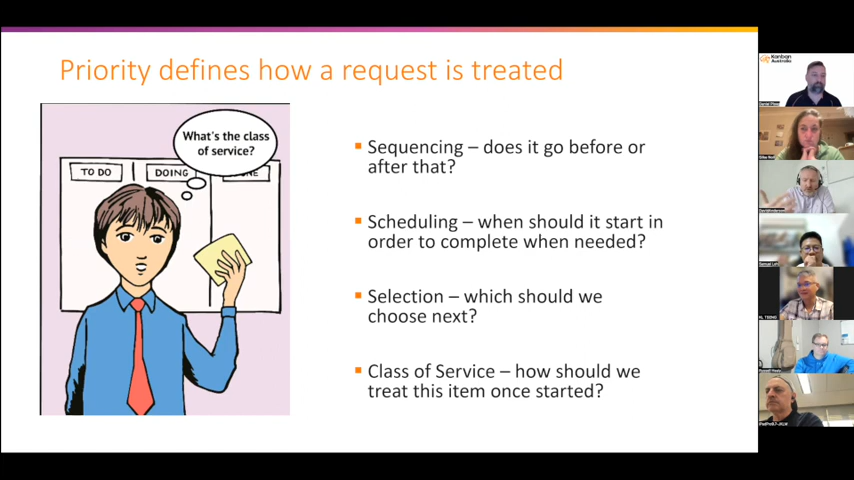 Priority defines how a request is treated
What's the class
of service?
TO DO
DOING
NE
▪ Sequencing – does it go before or
after that?
▪ Scheduling – when should it start in
order to complete when needed?
▪ Selection – which should we
choose next?
▪ Class of Service – how should we
treat this item once started?
Kanban
Australia